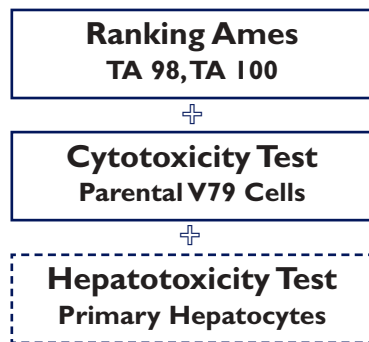 Ranking Ames
TA 98, TA 100
Cytotoxicity Test
Parental V79 Cells
Hepatotoxicity Test
Primary Hepatocytes